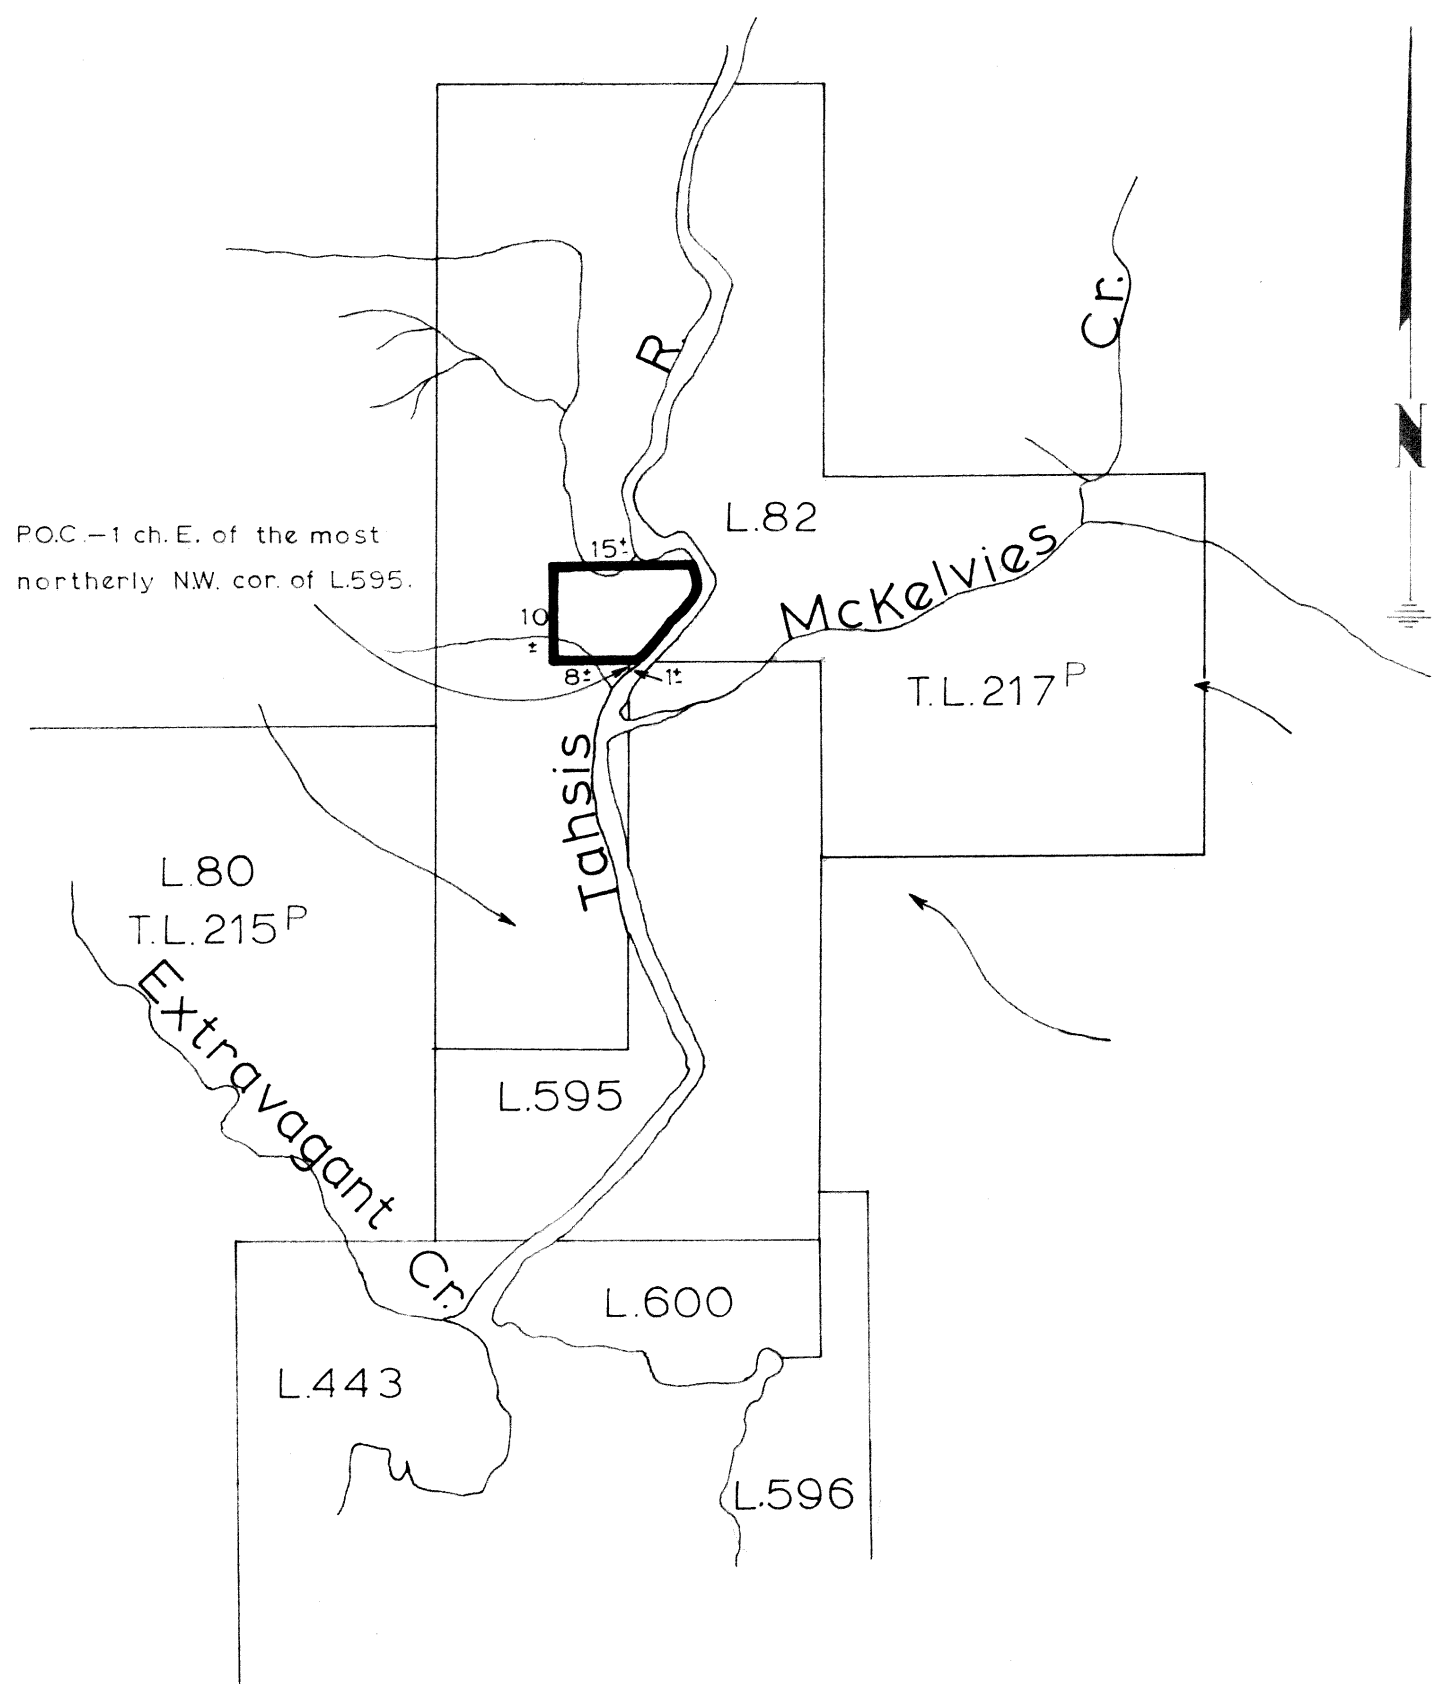 R.
Cr.
N
L.82
P.O.C.–1 ch. E. of the most
northerly N.W. cor. of L.595.
15±
McKelvies
10
±
8±
1±
T.L.217P
Tahsis
L.80
T.L.215P
Extravagant
Cr.
L.595
L.600
L.443
L.596